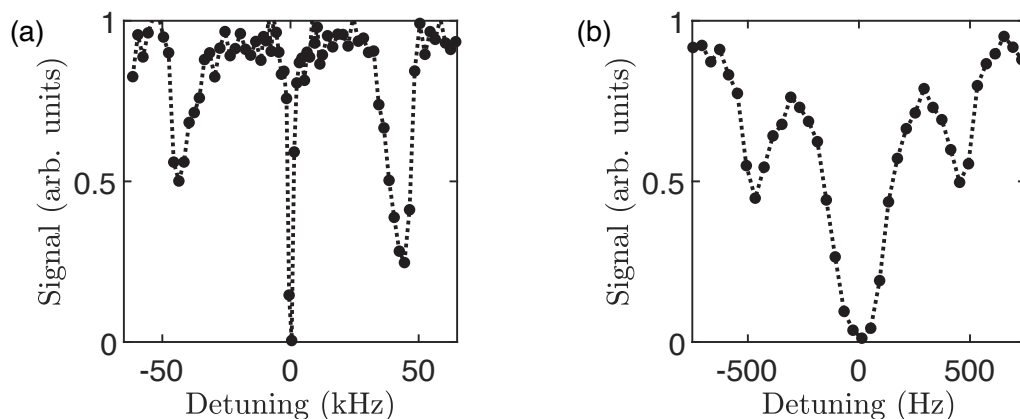 (a)
Signal (arb. units)
1
0.5
0
-50
0
50
Detuning (kHz)
(b)
Signal (arb. units)
1
0.5
0
-500
0
500
Detuning (Hz)